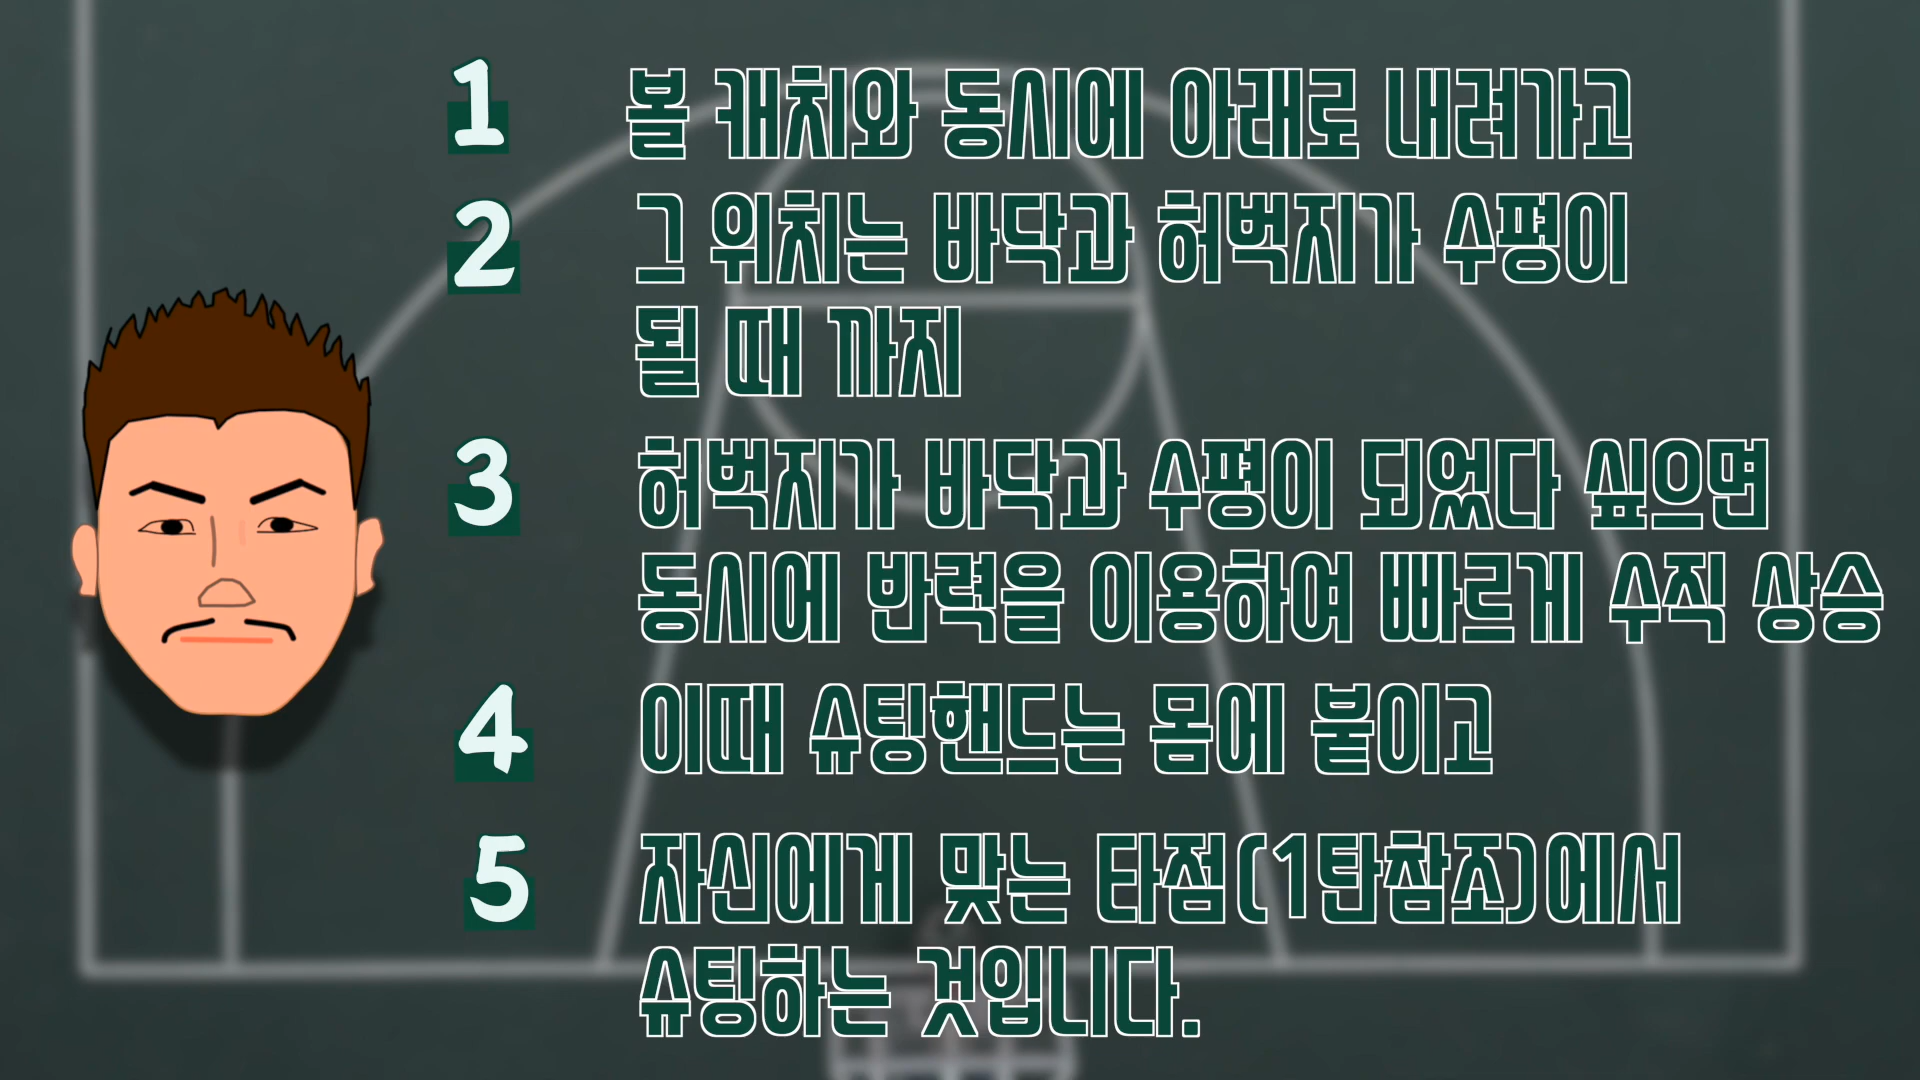 1 볼 캐치와 동시에 아래로 내려가고
2 그 위치는 바닥과 허벅지가 수평이
될 때 까지
3 허벅지가 바닥과 수평이 되었다 싶으면
동시에 반력을 이용하여 빠르게 수직 상승
4 이때 슈팅핸드는 몸에 붙이고
5 자신에게 맞는 타점(1탄참조)에서
슈팅하는 것입니다.